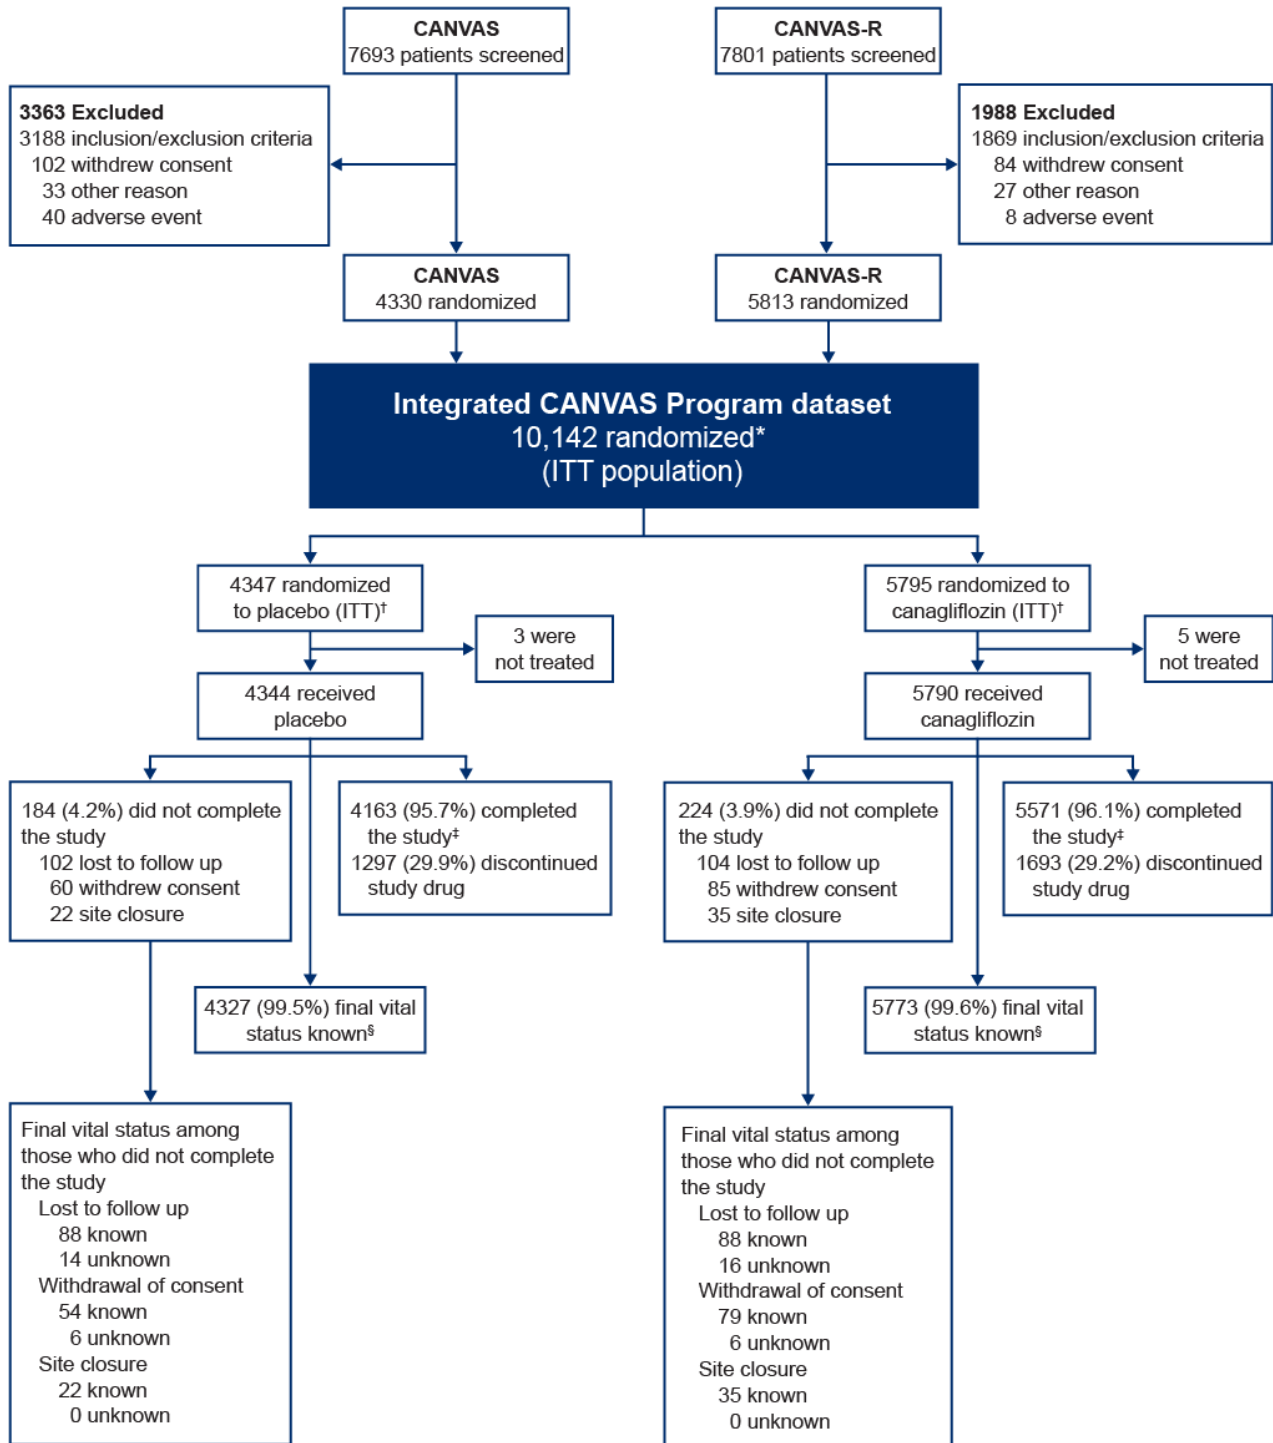 CANVAS
7693 patients screened
CANVAS-R
7801 patients screened
3363 Excluded
3188 inclusion/exclusion criteria
102 withdrew consent
33 other reason
40 adverse event
1988 Excluded
1869 inclusion/exclusion criteria
84 withdrew consent
27 other reason
8 adverse event
CANVAS
4330 randomized
CANVAS-R
5813 randomized
Integrated CANVAS Program dataset
10,142 randomized*
(ITT population)
4347 randomized
to placebo (ITT)†
5795 randomized to
canagliflozin (ITT)†
3 were
not treated
5 were
not treated
4344 received
placebo
5790 received
canagliflozin
184 (4.2%) did not complete
the study
102 lost to follow up
60 withdrew consent
22 site closure
4163 (95.7%) completed
the study‡
1297 (29.9%) discontinued
study drug
224 (3.9%) did not complete
the study
104 lost to follow up
85 withdrew consent
35 site closure
5571 (96.1%) completed
the study‡
1693 (29.2%) discontinued
study drug
4327 (99.5%) final vital
status known§
5773 (99.6%) final vital
status known§
Final vital status among
those who did not complete
the study
Lost to follow up
88 known
14 unknown
Withdrawal of consent
54 known
6 unknown
Site closure
22 known
0 unknown
Final vital status among
those who did not complete
the study
Lost to follow up
88 known
16 unknown
Withdrawal of consent
79 known
6 unknown
Site closure
35 known
0 unknown